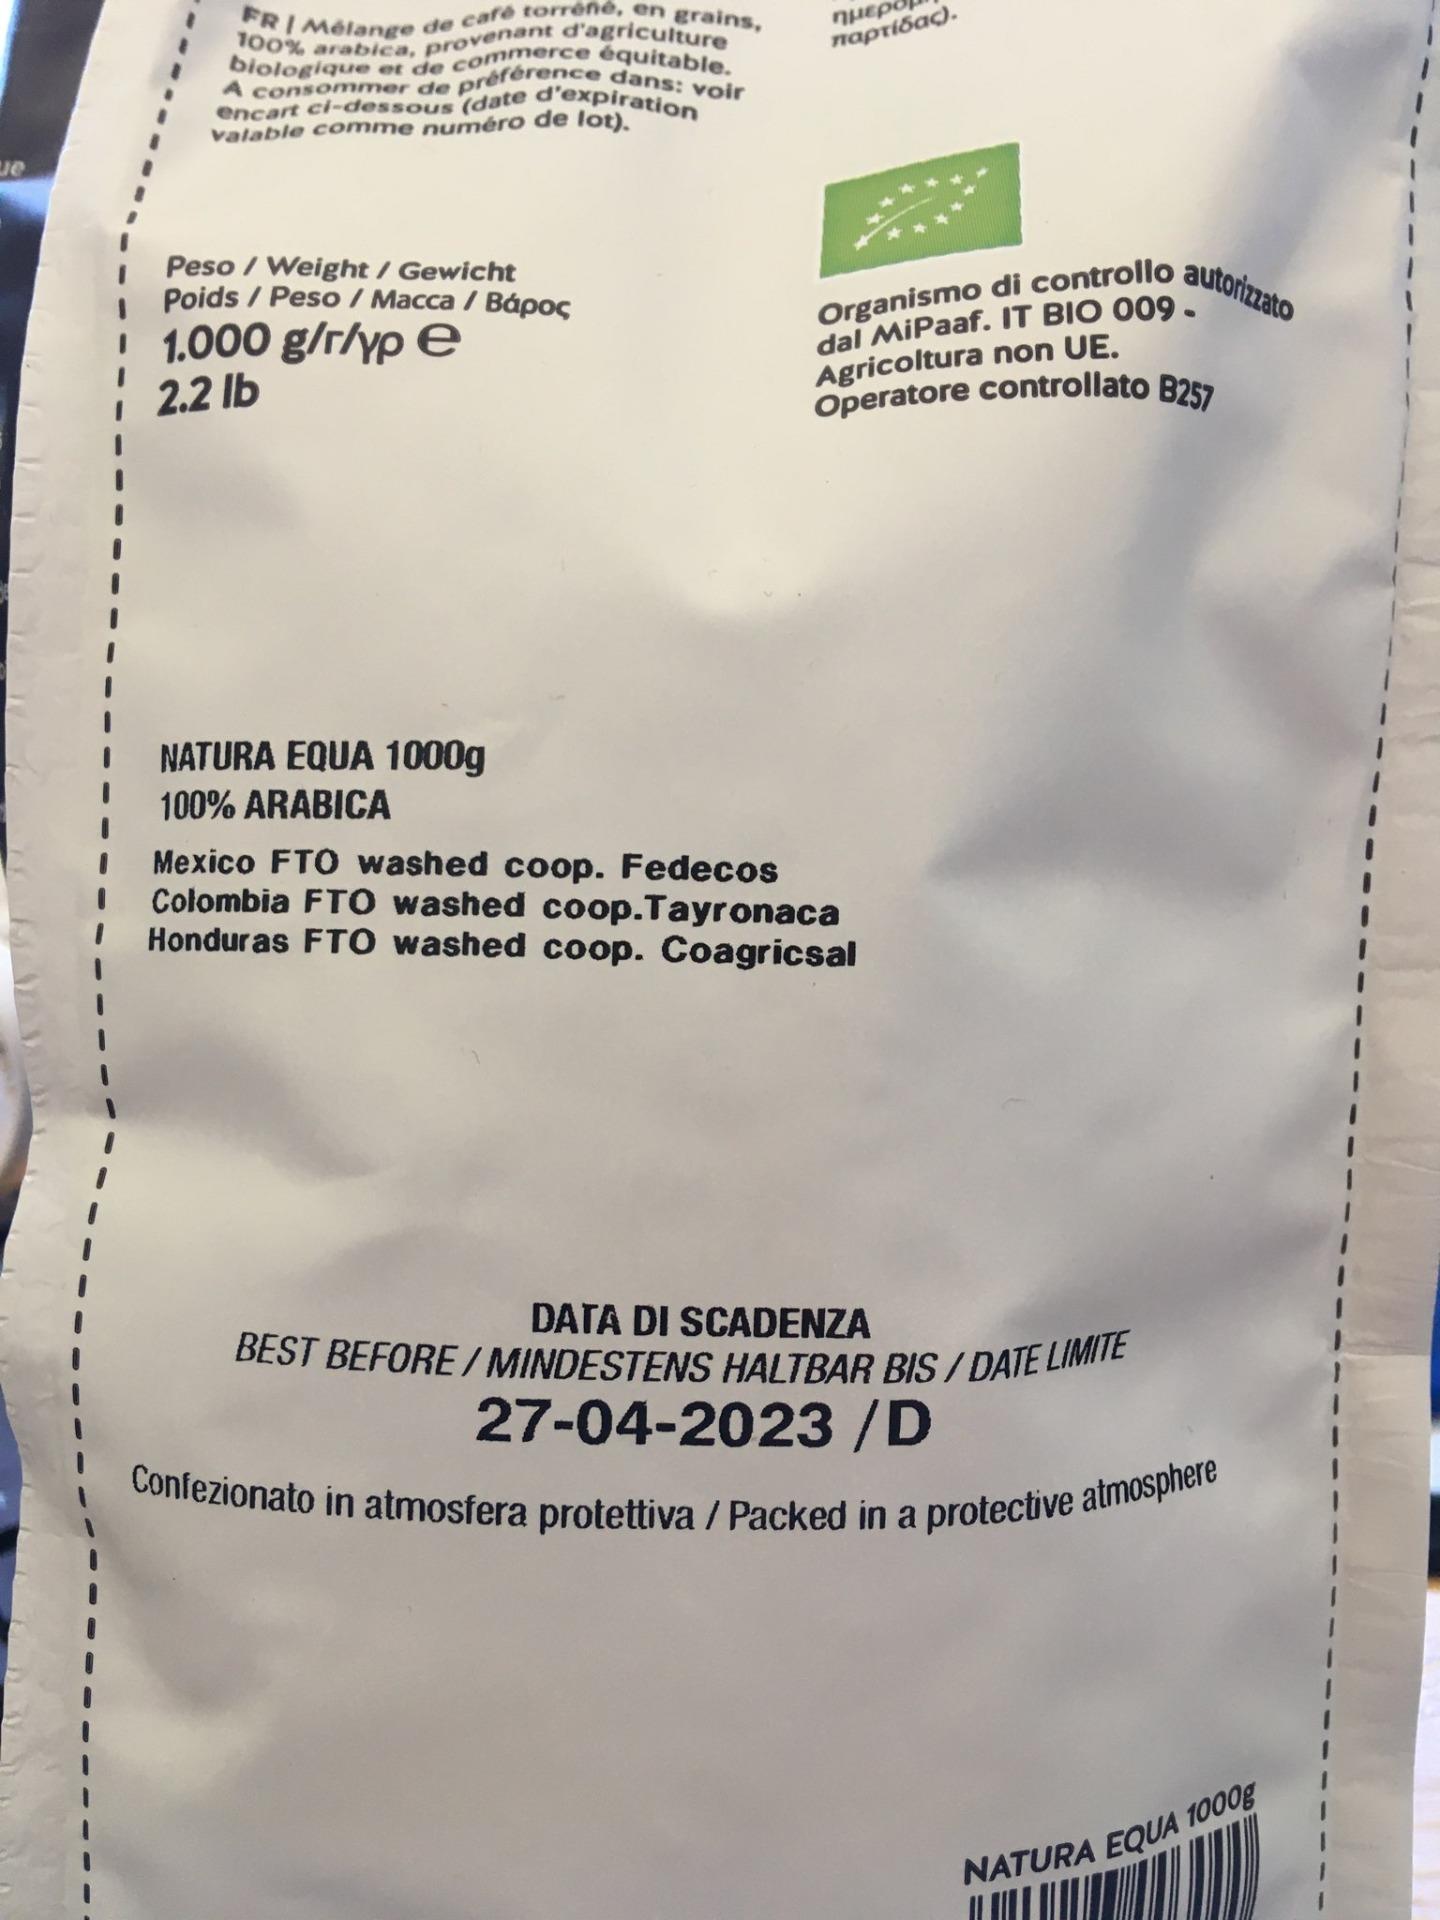 FR | Mélange de café torréfié, en grains,
100% arabica, provenant d'agriculture
biologique et de commerce équitable.
A consommer de préférence dans: voir
encart ci-dessous (date d'expiration
valable comme numéro de lot).
παρτίδας).
Peso / Weight / Gewicht
Poids / Peso / Масса / Βάρος
1.000 g/г/γρ ℮
2.2 lb
Organismo di controllo autorizzato
dal MiPaaf. IT BIO 009 -
Agricoltura non UE.
Operatore controllato B257
NATURA EQUA 1000g
100% ARABICA
Mexico FTO washed coop. Fedecos
Colombia FTO washed coop.Tayronaca
Honduras FTO washed coop. Coagricsal
DATA DI SCADENZA
BEST BEFORE / MINDESTENS HALTBAR BIS / DATE LIMITE
27-04-2023 /D
Confezionato in atmosfera protettiva / Packed in a protective atmosphere
NATURA EQUA 1000g